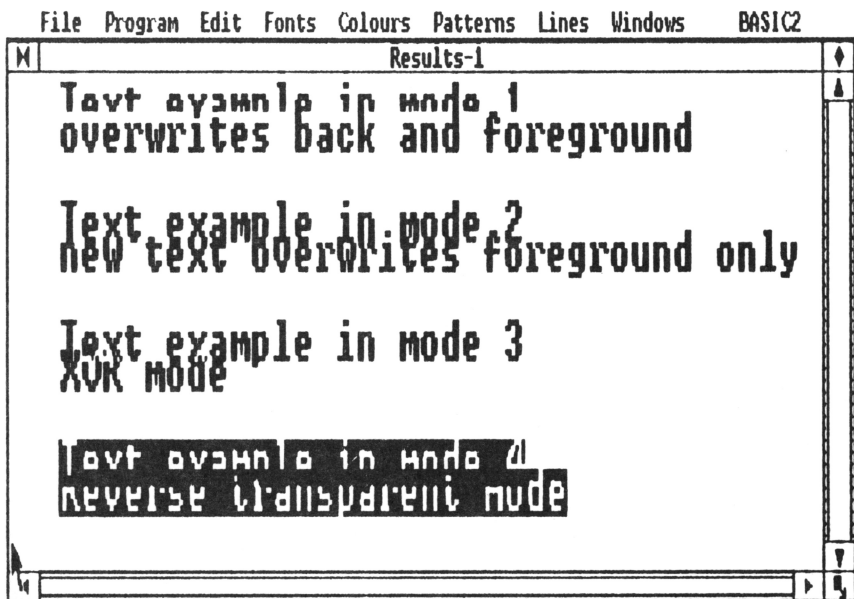 File Program Edit Fonts Colours Patterns Lines Windows BASIC2
Results-1
Text example in mode 1
overwrites back and foreground
Text example in mode 2
new text overwrites foreground only
Text example in mode 3
XOR mode
Text example in mode 4
Reverse transparent mode